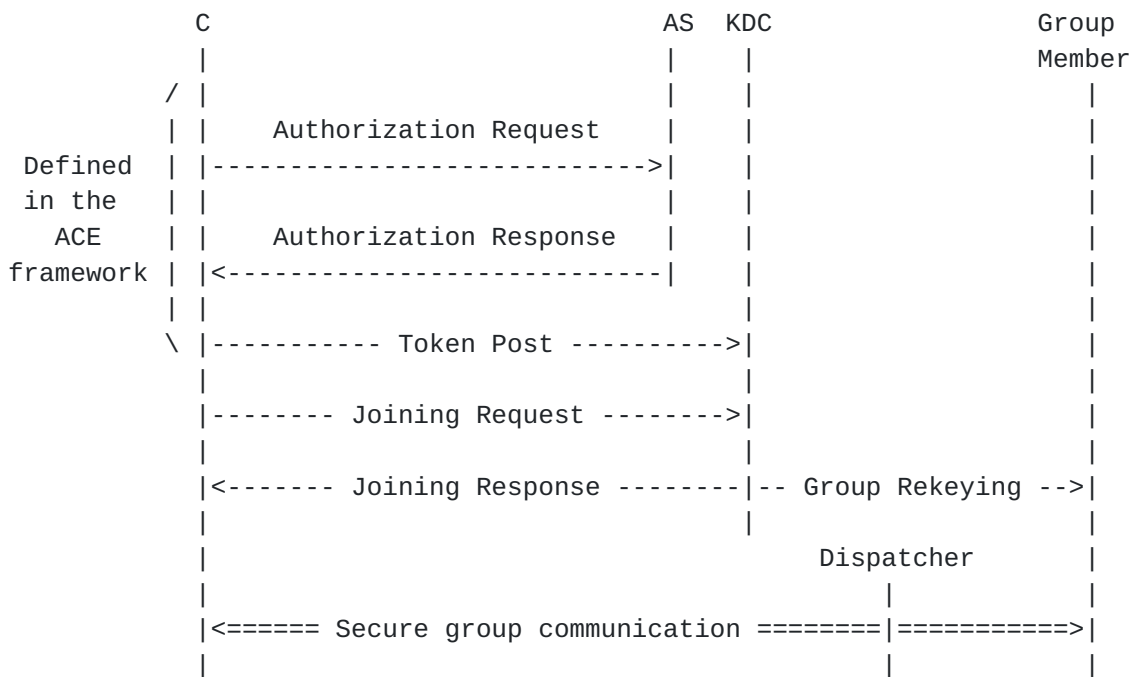 C AS KDC Group
Member
Authorization Request
Defined
in the
Authorization Response
ACE
framework
Token Post
Joining Request
Joining Response Group Rekeying
Dispatcher
Secure group communication